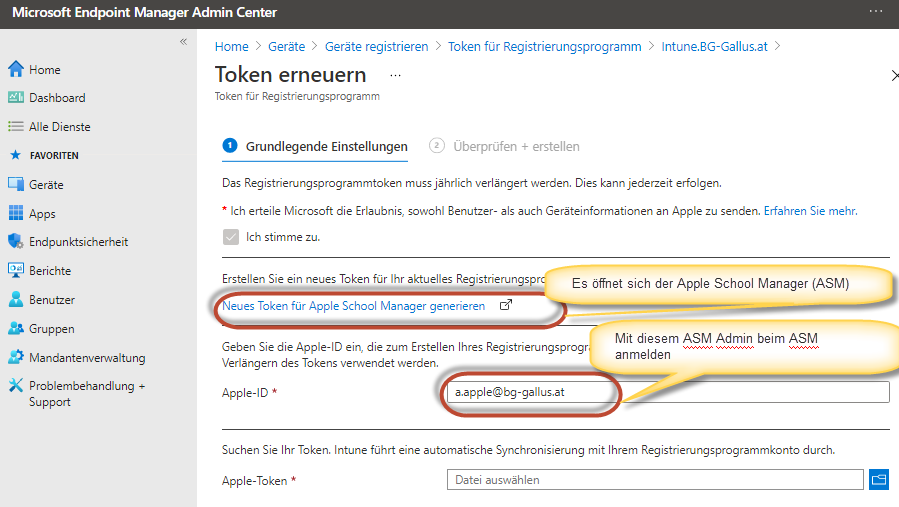 Microsoft Endpoint Manager Admin Center
Home
Dashboard
Alle Dienste
FAVORITEN
Geräte
Apps
Endpunktsicherheit
Berichte
Benutzer
Gruppen
Mandantenverwaltung
Problembehandlung +
Support
Home > Geräte > Geräte registrieren > Token für Registrierungsprogramm > Intune.BG-Gallus.at >
Token erneuern ...
Token für Registrierungsprogramm
1 Grundlegende Einstellungen
2 Überprüfen + erstellen
Das Registrierungsprogrammtoken muss jährlich verlängert werden. Dies kann jederzeit erfolgen.
* Ich erteile Microsoft die Erlaubnis, sowohl Benutzer- als auch Geräteinformationen an Apple zu senden. Erfahren Sie mehr.
Ich stimme zu.
Erstellen Sie ein neues Token für Ihr aktuelles Registrierungspro
Es öffnet sich der Apple School Manager (ASM)
Neues Token für Apple School Manager generieren
Mit diesem ASM Admin beim ASM
anmelden
Geben Sie die Apple-ID ein, die zum Erstellen Ihres Registrierungsprogra
Verlängern des Tokens verwendet werden.
Apple-ID *
a.apple@bg-gallus.at
Suchen Sie Ihr Token. Intune führt eine automatische Synchronisierung mit Ihrem Registrierungsprogrammkonto durch.
Apple-Token *
Datei auswählen